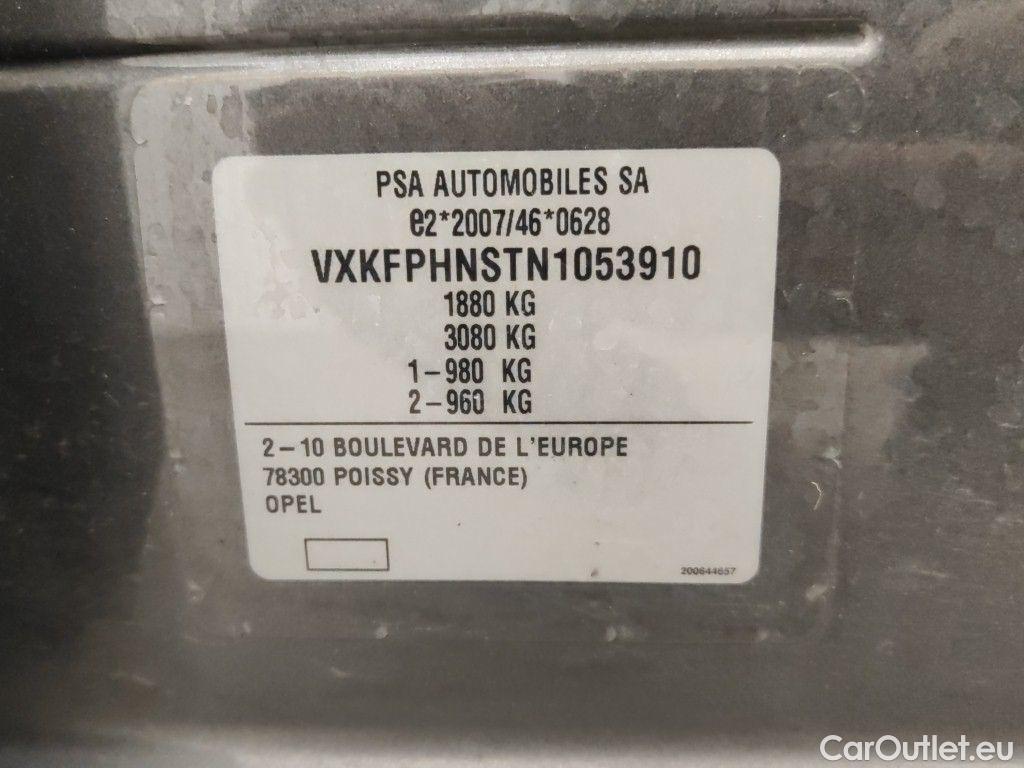 PSA AUTOMOBILES SA
e2*2007/46*0628
VXKFPHNSTN1053910
1880 KG
3080 KG
1-980 KG
2-960 KG
2-10 BOULEVARD DE L'EUROPE
78300 POISSY (FRANCE)
OPEL
200644657
CarOutlet.eu